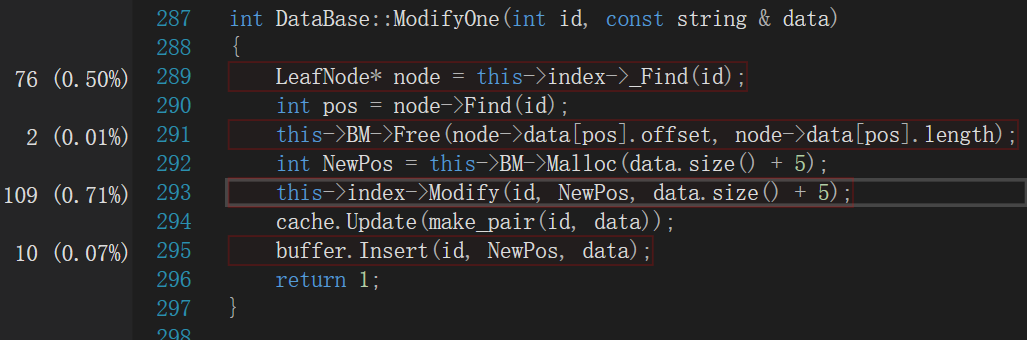 287 int DataBase::ModifyOne(int id, const string & data)
288 {
76 (0.50%) 289 LeafNode* node = this->index->_Find(id);
290 int pos = node->Find(id);
2 (0.01%) 291 this->BM->Free(node->data[pos].offset, node->data[pos].length);
292 int NewPos = this->BM->Malloc(data.size() + 5);
109 (0.71%) 293 this->index->Modify(id, NewPos, data.size() + 5);
294 cache.Update(make_pair(id, data));
10 (0.07%) 295 buffer.Insert(id, NewPos, data);
296 return 1;
297 }
298